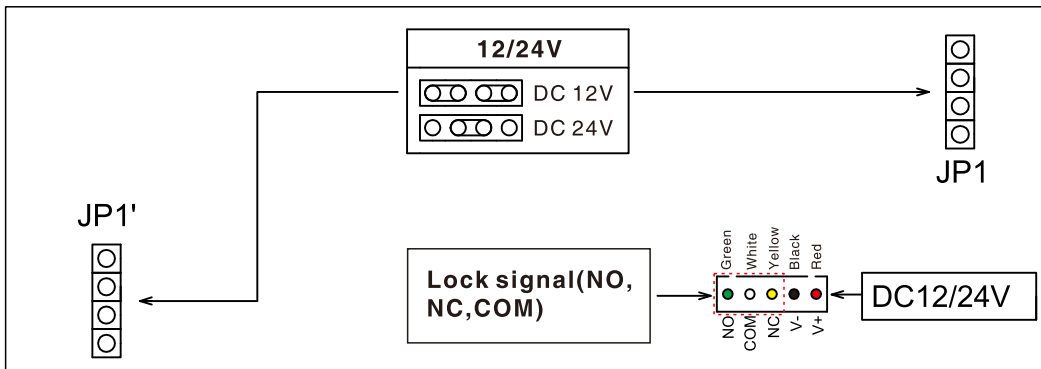 12/24V
DC 12V
DC 24V
JP1
JP1'
Lock signal(NO,
NC,COM)
Green
White
Yellow
Black
Red
NO
COM
NC
V-
V+
DC12/24V